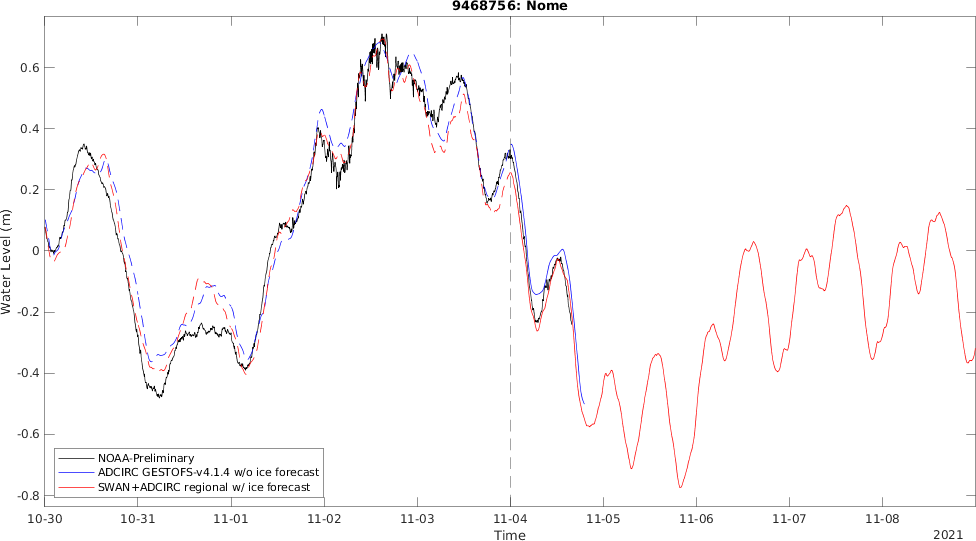 9468756: Nome
Water Level (m)
0.6
0.4
0.2
0
-0.2
-0.4
-0.6
-0.8
NOAA-Preliminary
ADCIRC GESTOFS-v4.1.4 w/o ice forecast
SWAN+ADCIRC regional w/ ice forecast
10-30 10-31 11-01 11-02 11-03 11-04 11-05 11-06 11-07 11-08
Time
2021